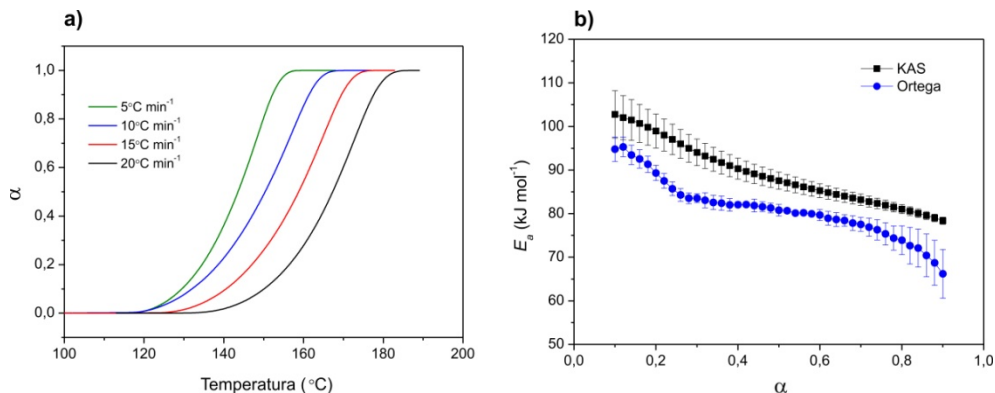 a)
1,0
0,8
0,6
0,4
0,2
0,0
α
5°C min⁻¹
10°C min⁻¹
15°C min⁻¹
20°C min⁻¹
100 120 140 160 180 200
Temperatura (°C)
b)
120
110
100
90
80
70
60
50
Eₐ (kJ mol⁻¹)
KAS
Ortega
0,0 0,2 0,4 0,6 0,8 1,0
α